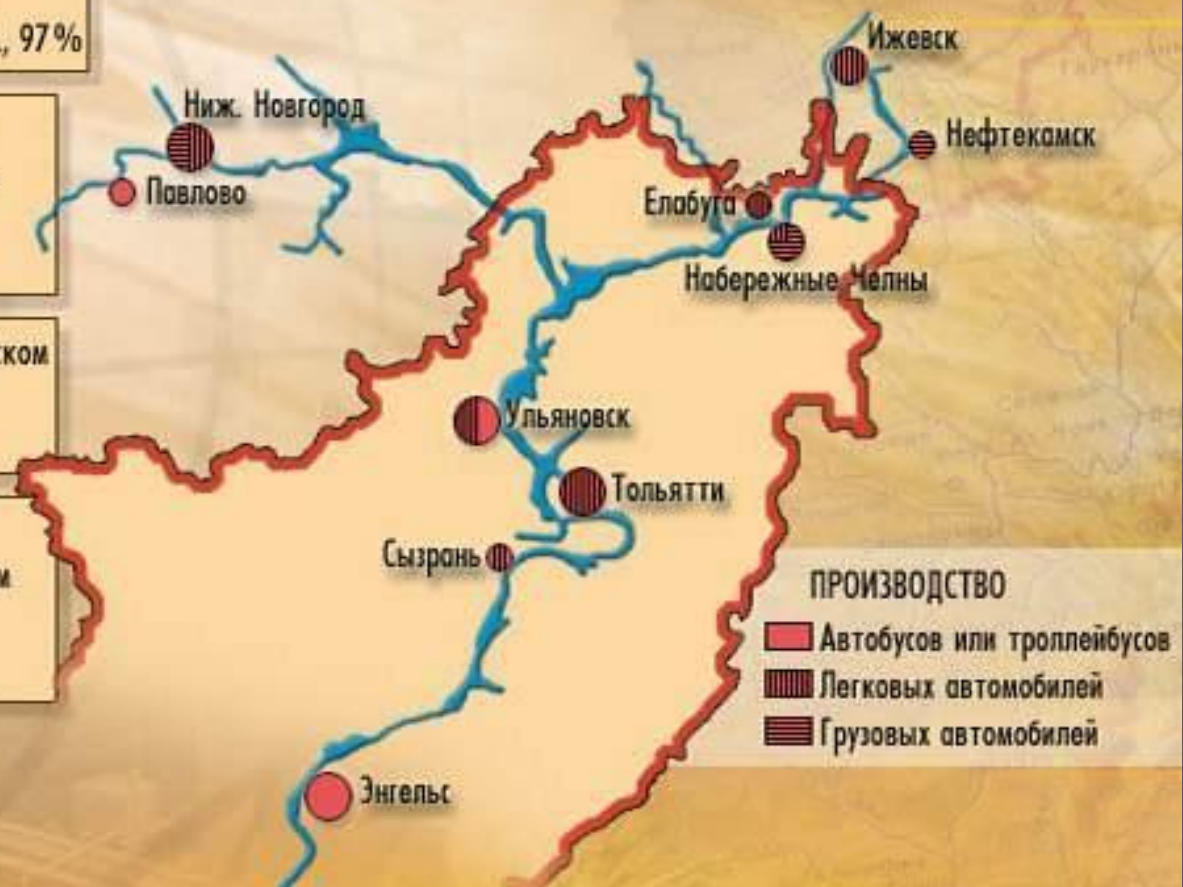 , 97%
Ижевск
Ниж. Новгород
Нефтекамск
Павлово
Елабуга
Набережные Челны
ском
Ульяновск
Тольятти
Сызрань
м
ПРОИЗВОДСТВО
Автобусов или троллейбусов
Легковых автомобилей
Грузовых автомобилей
Энгельс